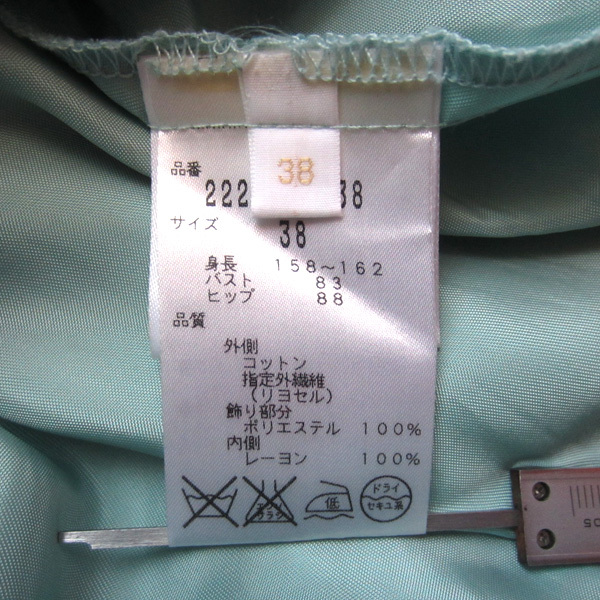 38
品番
222 38
サイズ
38
身長 158~162
バスト 83
ヒップ 88
品質
外側
コットン
指定外繊維
(リヨセル)
飾り部分
ポリエステル 100%
内側
レーヨン 100%
低
ドライ
セキユ系